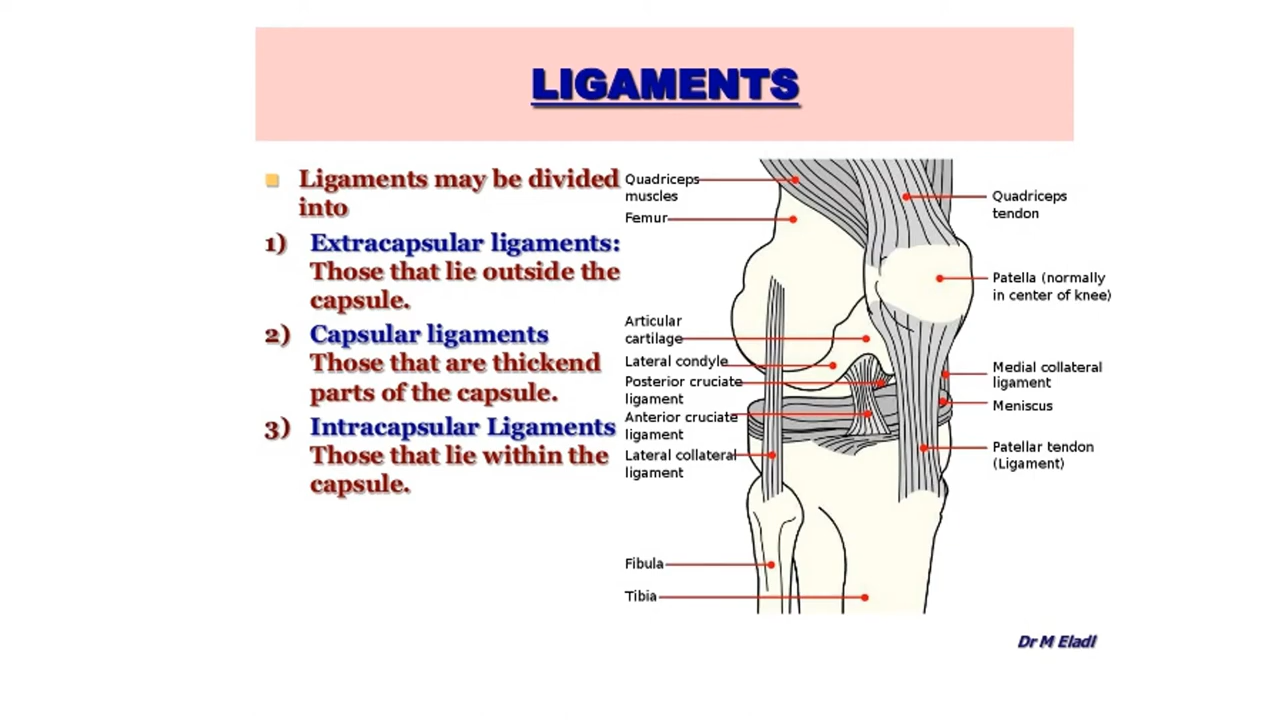 LIGAMENTS
Ligaments may be divided
into
1) Extracapsular ligaments:
Those that lie outside the
capsule.
2) Capsular ligaments
Those that are thickend
parts of the capsule.
3) Intracapsular Ligaments
Those that lie within the
capsule.
Quadriceps
muscles
Femur
Articular
cartilage
Lateral condyle
Posterior cruciate
ligament
Anterior cruciate
ligament
Lateral collateral
ligament
Fibula
Tibia
Quadriceps
tendon
Patella (normally
in center of knee)
Medial collateral
ligament
Meniscus
Patellar tendon
(Ligament)
Dr M Eladl